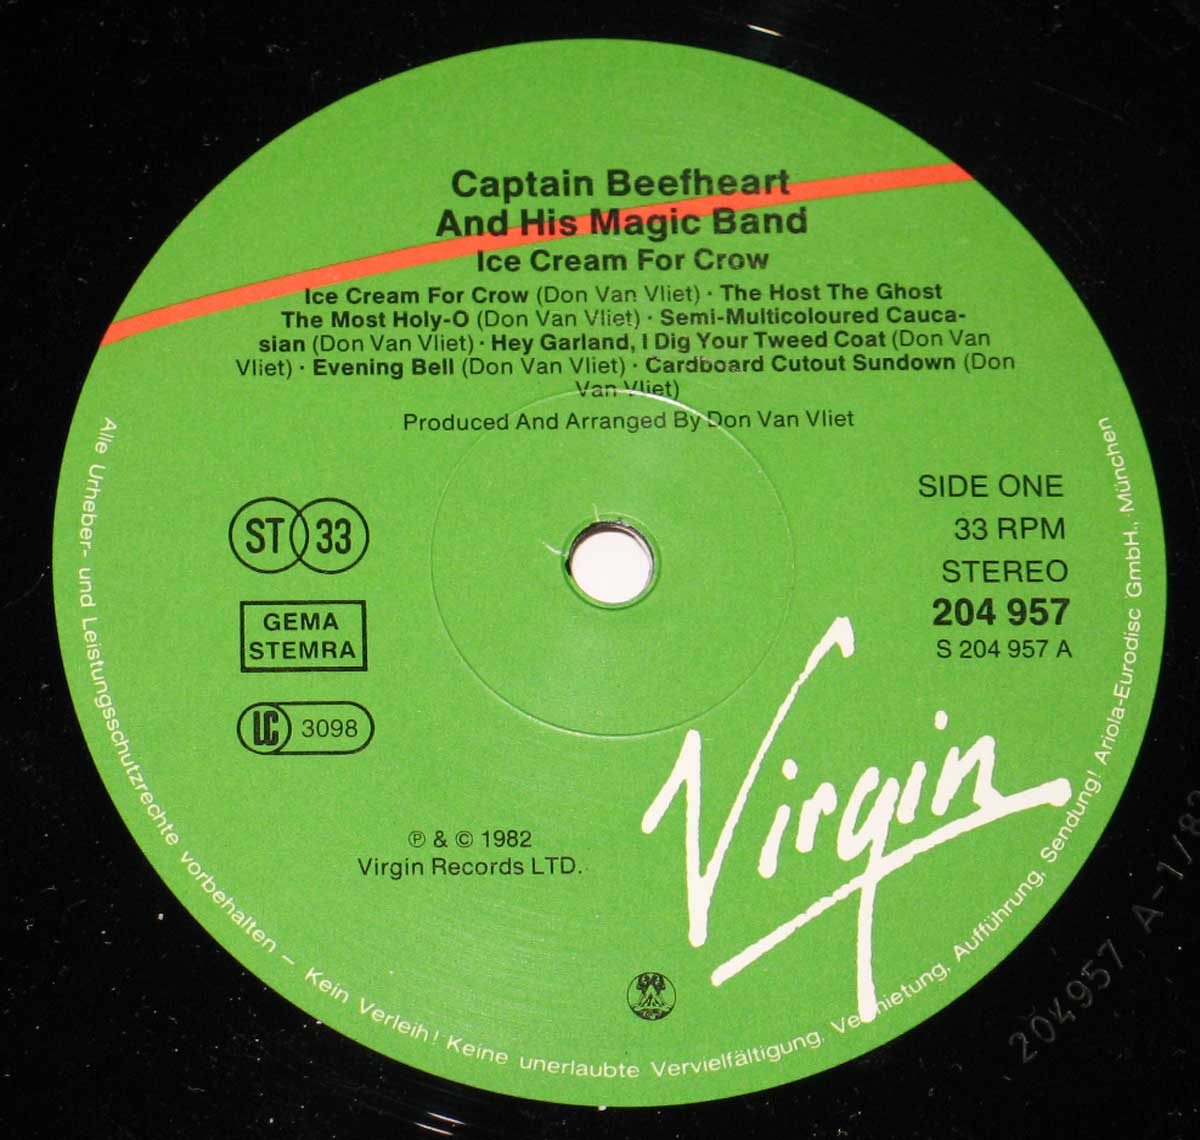 Captain Beefheart
And His Magic Band
Ice Cream For Crow
Ice Cream For Crow (Don Van Vliet) · The Host The Ghost
The Most Holy-O (Don Van Vliet) · Semi-Multicoloured Cauca-
sian (Don Van Vliet) · Hey Garland, I Dig Your Tweed Coat (Don Van
Vliet) · Evening Bell (Don Van Vliet) · Cardboard Cutout Sundown (Don
Van Vliet)
Produced And Arranged By Don Van Vliet
ST 33
GEMA
STEMRA
LC 3098
SIDE ONE
33 RPM
STEREO
204 957
S 204 957 A
℗ & © 1982
Virgin Records LTD.
Virgin
Alle Urheber- und Leistungsschutzrechte vorbehalten – Kein Verleih! Keine unerlaubte Vervielfältigung, Vermietung, Aufführung, Sendung! Ariola-Eurodisc GmbH., München
204957 A-1/8